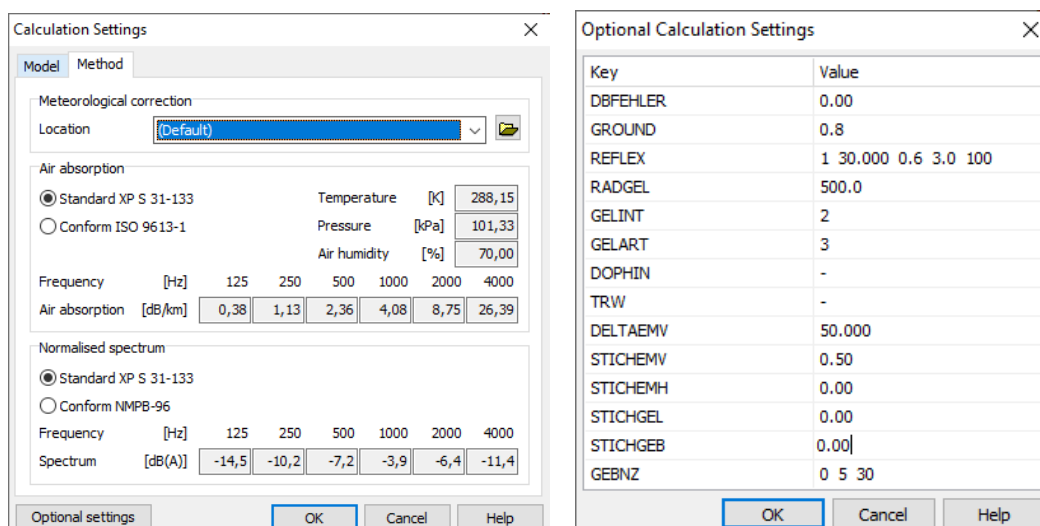 Calculation Settings
Model Method
Meteorological correction
Location (Default)
Air absorption
Standard XP S 31-133 Temperature [K] 288,15
Conform ISO 9613-1 Pressure [kPa] 101,33
Air humidity [%] 70,00
Frequency [Hz] 125 250 500 1000 2000 4000
Air absorption [dB/km] 0,38 1,13 2,36 4,08 8,75 26,39
Normalised spectrum
Standard XP S 31-133
Conform NMPB-96
Frequency [Hz] 125 250 500 1000 2000 4000
Spectrum [dB(A)] -14,5 -10,2 -7,2 -3,9 -6,4 -11,4
Optional settings OK Cancel Help
Optional Calculation Settings
Key Value
DBFEHLER 0.00
GROUND 0.8
REFLEX 1 30.000 0.6 3.0 100
RADGEL 500.0
GELINT 2
GELART 3
DOPHIN -
TRW -
DELTAEMV 50.000
STICHEMV 0.50
STICHEMH 0.00
STICHGEL 0.00
STICHGEB 0.00
GEBNZ 0 5 30
OK Cancel Help